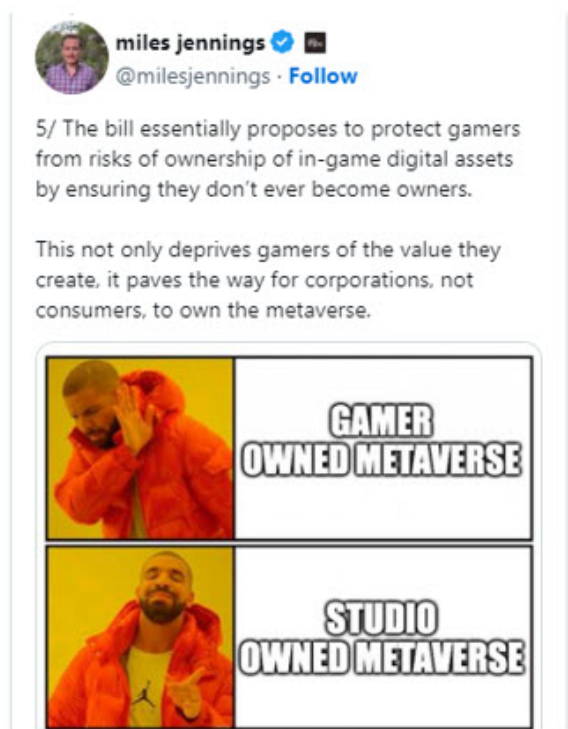 miles jennings
@milesjennings · Follow
5/ The bill essentially proposes to protect gamers
from risks of ownership of in-game digital assets
by ensuring they don't ever become owners.
This not only deprives gamers of the value they
create, it paves the way for corporations, not
consumers, to own the metaverse.
GAMER
OWNED METAVERSE
STUDIO
OWNED METAVERSE